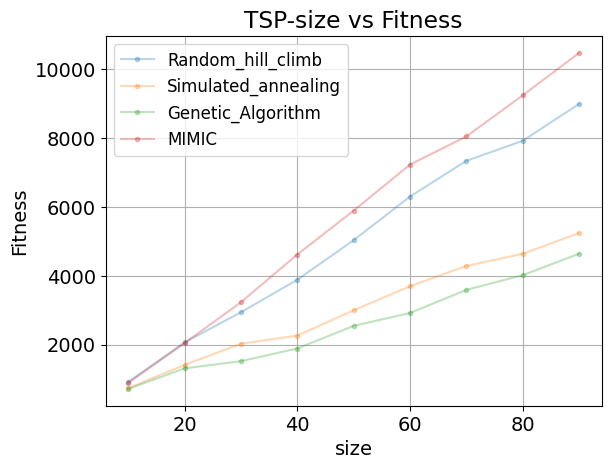 TSP-size vs Fitness
Random_hill_climb
Simulated_annealing
Genetic_Algorithm
MIMIC
10000
8000
6000
4000
2000
Fitness
20 40 60 80
size